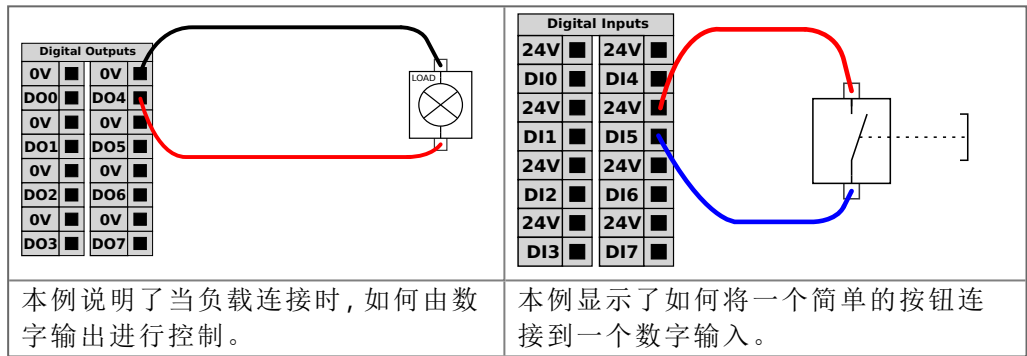 Digital Outputs
0V 0V
DO0 DO4
0V 0V
DO1 DO5
0V 0V
DO2 DO6
0V 0V
DO3 DO7
LOAD
本例说明了当负载连接时,如何由数
字输出进行控制。
Digital Inputs
24V 24V
DI0 DI4
24V 24V
DI1 DI5
24V 24V
DI2 DI6
24V 24V
DI3 DI7
本例显示了如何将一个简单的按钮连
接到一个数字输入。